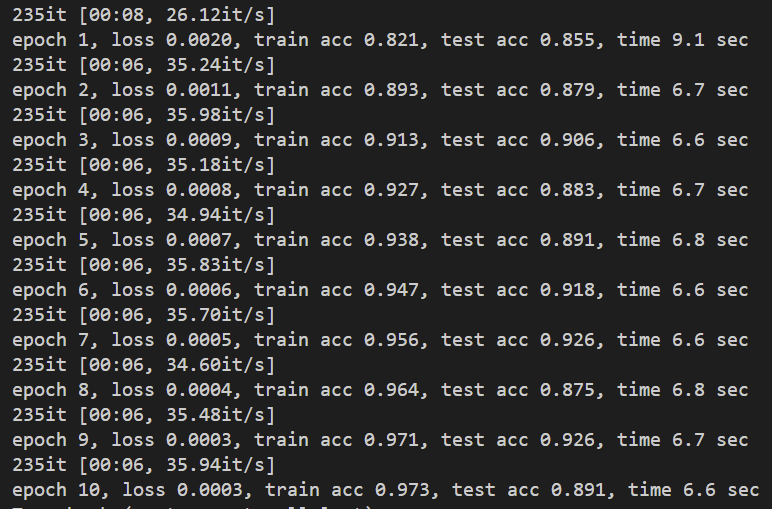 235it [00:08, 26.12it/s]
epoch 1, loss 0.0020, train acc 0.821, test acc 0.855, time 9.1 sec
235it [00:06, 35.24it/s]
epoch 2, loss 0.0011, train acc 0.893, test acc 0.879, time 6.7 sec
235it [00:06, 35.98it/s]
epoch 3, loss 0.0009, train acc 0.913, test acc 0.906, time 6.6 sec
235it [00:06, 35.18it/s]
epoch 4, loss 0.0008, train acc 0.927, test acc 0.883, time 6.7 sec
235it [00:06, 34.94it/s]
epoch 5, loss 0.0007, train acc 0.938, test acc 0.891, time 6.8 sec
235it [00:06, 35.83it/s]
epoch 6, loss 0.0006, train acc 0.947, test acc 0.918, time 6.6 sec
235it [00:06, 35.70it/s]
epoch 7, loss 0.0005, train acc 0.956, test acc 0.926, time 6.6 sec
235it [00:06, 34.60it/s]
epoch 8, loss 0.0004, train acc 0.964, test acc 0.875, time 6.8 sec
235it [00:06, 35.48it/s]
epoch 9, loss 0.0003, train acc 0.971, test acc 0.926, time 6.7 sec
235it [00:06, 35.94it/s]
epoch 10, loss 0.0003, train acc 0.973, test acc 0.891, time 6.6 sec